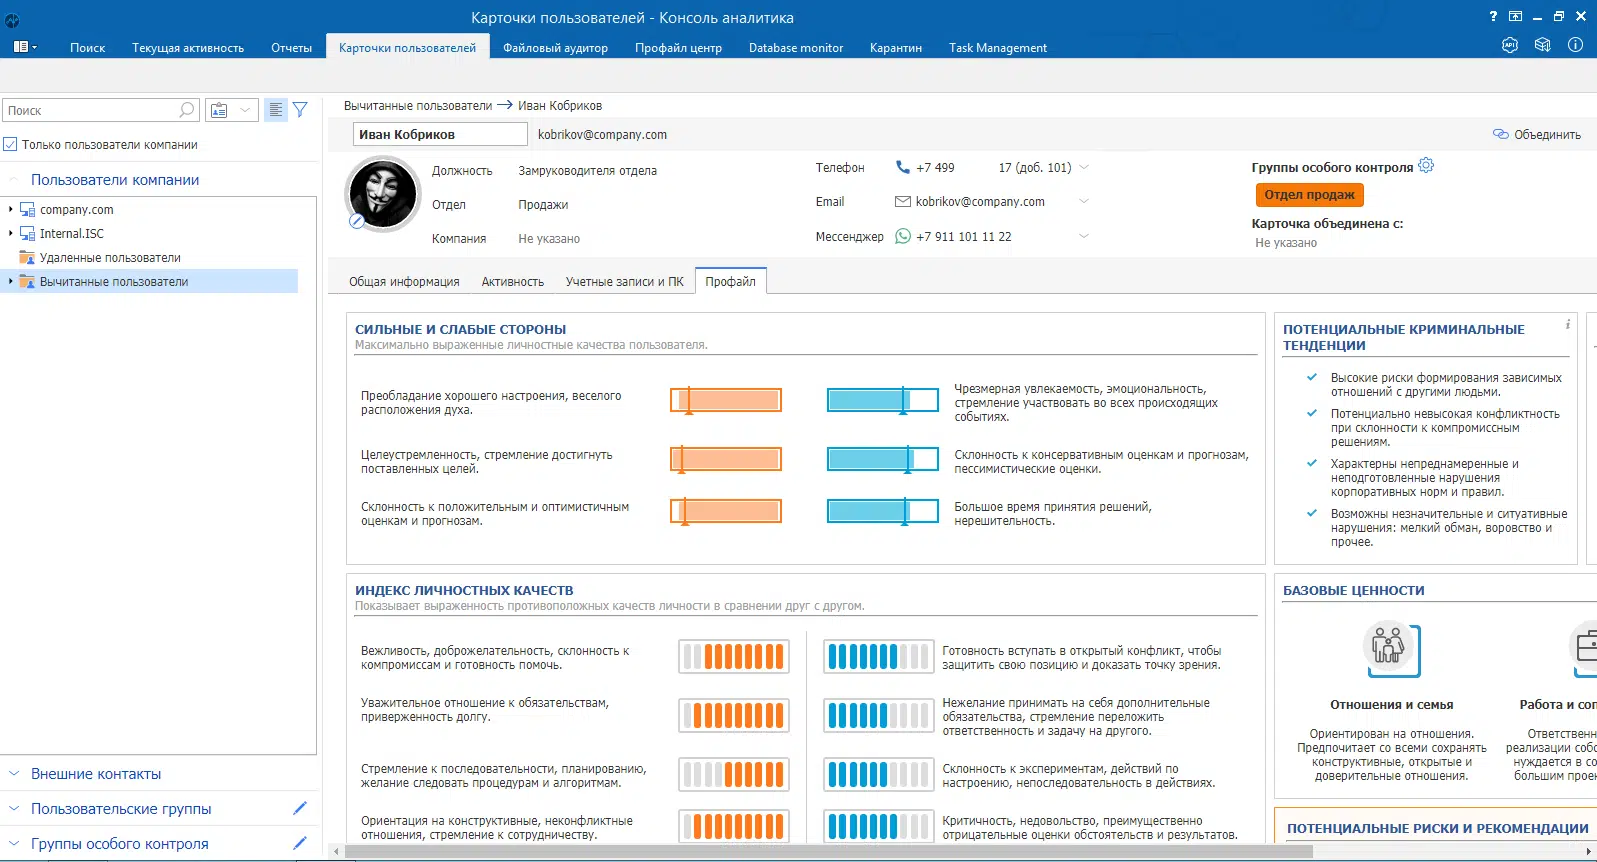 Карточки пользователей - Консоль аналитика
?
Поиск
Текущая активность
Отчеты
Карточки пользователей
Файловый аудитор
Профайл центр
Database monitor
Карантин
Task Management
API
Поиск
Только пользователи компании
Пользователи компании
company.com
Internal.ISC
Удаленные пользователи
Вычитанные пользователи
Внешние контакты
Пользовательские группы
Группы особого контроля
Вычитанные пользователи → Иван Кобриков
Иван Кобриков
kobrikov@company.com
Объединить
Должность
Замруководителя отдела
Отдел
Продажи
Компания
Не указано
Телефон
+7 499 17 (доб. 101)
Email
kobrikov@company.com
Мессенджер
+7 911 101 11 22
Группы особого контроля
Отдел продаж
Карточка объединена с:
Не указано
Общая информация
Активность
Учетные записи и ПК
Профайл
СИЛЬНЫЕ И СЛАБЫЕ СТОРОНЫ
Максимально выраженные личностные качества пользователя.
Преобладание хорошего настроения, веселого
расположения духа.
Чрезмерная увлекаемость, эмоциональность,
стремление участвовать во всех происходящих
событиях.
Целеустремленность, стремление достигнуть
поставленных целей.
Склонность к консервативным оценкам и прогнозам,
пессимистические оценки.
Склонность к положительным и оптимистичным
оценкам и прогнозам.
Большое время принятия решений,
нерешительность.
ПОТЕНЦИАЛЬНЫЕ КРИМИНАЛЬНЫЕ
ТЕНДЕНЦИИ
i
Высокие риски формирования зависимых
отношений с другими людьми.
Потенциально невысокая конфликтность
при склонности к компромиссным
решениям.
Характерны непреднамеренные и
неподготовленные нарушения
корпоративных норм и правил.
Возможны незначительные и ситуативные
нарушения: мелкий обман, воровство и
прочее.
ИНДЕКС ЛИЧНОСТНЫХ КАЧЕСТВ
Показывает выраженность противоположных качеств личности в сравнении друг с другом.
Вежливость, доброжелательность, склонность к
компромиссам и готовность помочь.
Готовность вступать в открытый конфликт, чтобы
защитить свою позицию и доказать точку зрения.
Уважительное отношение к обязательствам,
приверженность долгу.
Нежелание принимать на себя дополнительные
обязательства, стремление переложить
ответственность и задачу на другого.
Стремление к последовательности, планированию,
желание следовать процедурам и алгоритмам.
Склонность к экспериментам, действий по
настроению, непоследовательность в действиях.
Ориентация на конструктивные, неконфликтные
отношения, стремление к сотрудничеству.
Критичность, недовольство, преимущественно
отрицательные оценки обстоятельств и результатов.
БАЗОВЫЕ ЦЕННОСТИ
Отношения и семья
Ориентирован на отношения.
Предпочитает со всеми сохранять
конструктивные, открытые и
доверительные отношения.
Работа и сог
Ответственн
реализации собс
нуждается в со
большим проек
ПОТЕНЦИАЛЬНЫЕ РИСКИ И РЕКОМЕНДАЦИИ